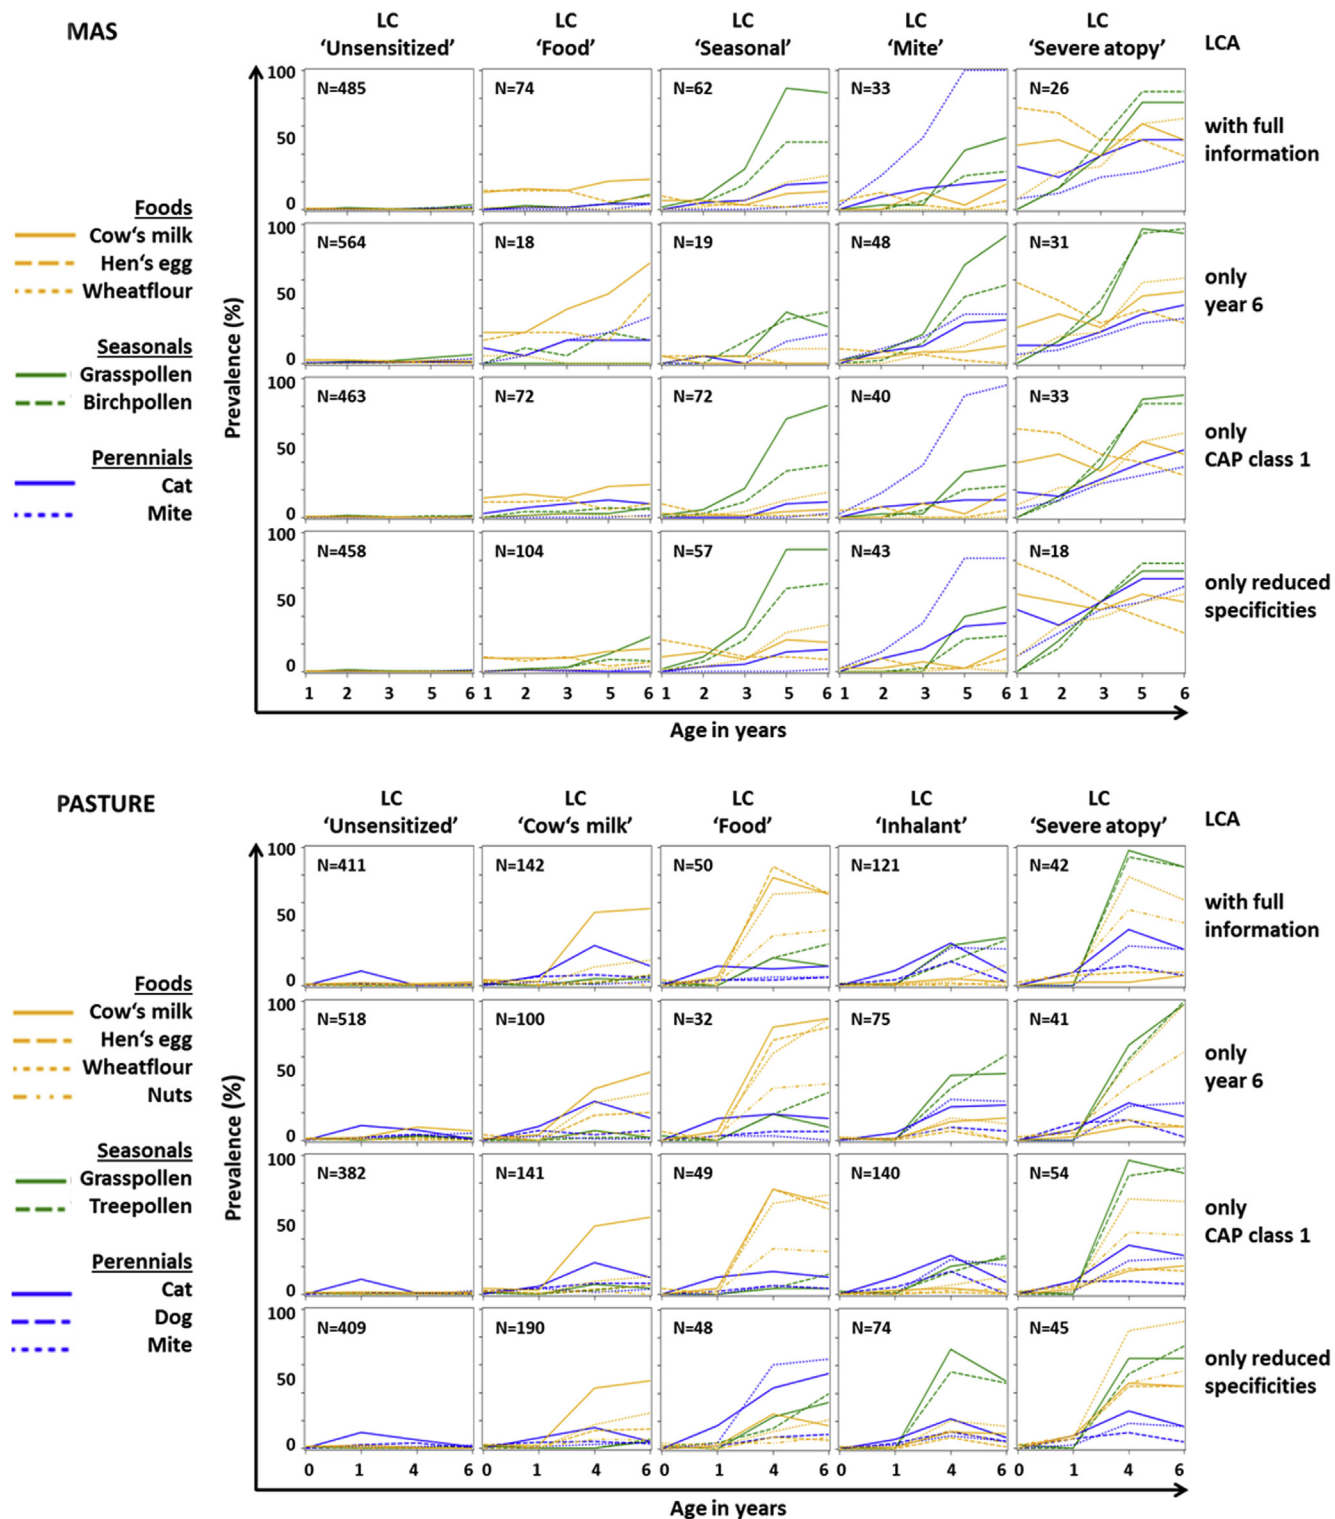 MAS
LC
'Unsensitized'
LC
'Food'
LC
'Seasonal'
LC
'Mite'
LC
'Severe atopy'
LCA
Foods
Cow's milk
Hen's egg
Wheatflour
Seasonals
Grasspollen
Birchpollen
Perennials
Cat
Mite
Prevalence (%)
100
50
0
N=485
N=74
N=62
N=33
N=26
with full
information
100
50
0
N=564
N=18
N=19
N=48
N=31
only
year 6
100
50
0
N=463
N=72
N=72
N=40
N=33
only
CAP class 1
100
50
0
N=458
N=104
N=57
N=43
N=18
only reduced
specificities
1 2 3 5 6 1 2 3 5 6 1 2 3 5 6 1 2 3 5 6 1 2 3 5 6
Age in years
PASTURE
LC
'Unsensitized'
LC
'Cow's milk'
LC
'Food'
LC
'Inhalant'
LC
'Severe atopy'
LCA
Foods
Cow's milk
Hen's egg
Wheatflour
Nuts
Seasonals
Grasspollen
Treepollen
Perennials
Cat
Dog
Mite
Prevalence (%)
100
50
0
N=411
N=142
N=50
N=121
N=42
with full
information
100
50
0
N=518
N=100
N=32
N=75
N=41
only
year 6
100
50
0
N=382
N=141
N=49
N=140
N=54
only
CAP class 1
100
50
0
N=409
N=190
N=48
N=74
N=45
only reduced
specificities
0 1 4 6 0 1 4 6 0 1 4 6 0 1 4 6 0 1 4 6
Age in years